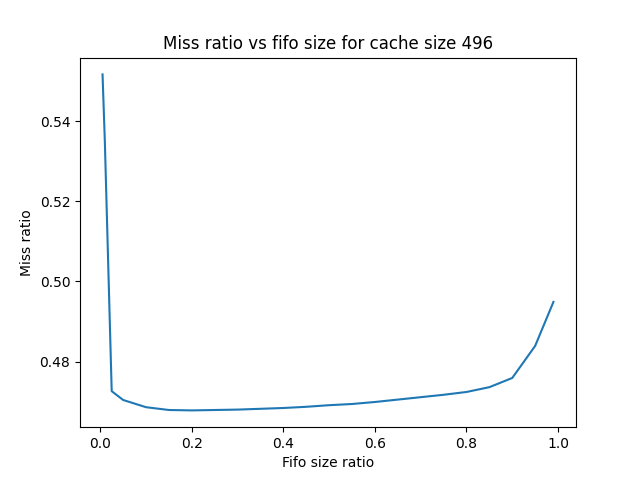 Miss ratio vs fifo size for cache size 496
0.54
0.52
0.50
0.48
Miss ratio
0.0 0.2 0.4 0.6 0.8 1.0
Fifo size ratio